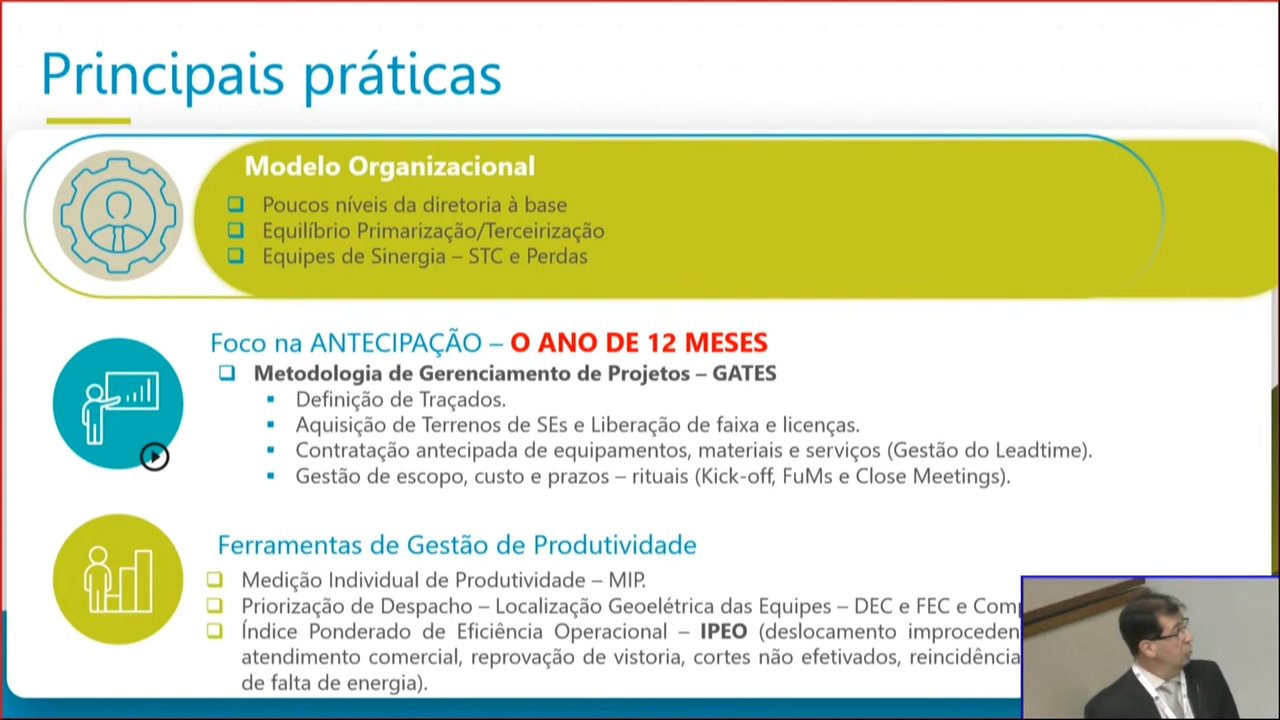 Principais práticas
Modelo Organizacional
Poucos níveis da diretoria à base
Equilíbrio Primarização/Terceirização
Equipes de Sinergia – STC e Perdas
Foco na ANTECIPAÇÃO – O ANO DE 12 MESES
Metodologia de Gerenciamento de Projetos – GATES
Definição de Traçados.
Aquisição de Terrenos de SEs e Liberação de faixa e licenças.
Contratação antecipada de equipamentos, materiais e serviços (Gestão do Leadtime).
Gestão de escopo, custo e prazos – rituais (Kick-off, FuMs e Close Meetings).
Ferramentas de Gestão de Produtividade
Medição Individual de Produtividade – MIP.
Priorização de Despacho – Localização Geoelétrica das Equipes – DEC e FEC e
Índice Ponderado de Eficiência Operacional – IPEO (deslocamento
atendimento comercial, reprovação de vistoria, cortes não efetivados, reincidência
de falta de energia).